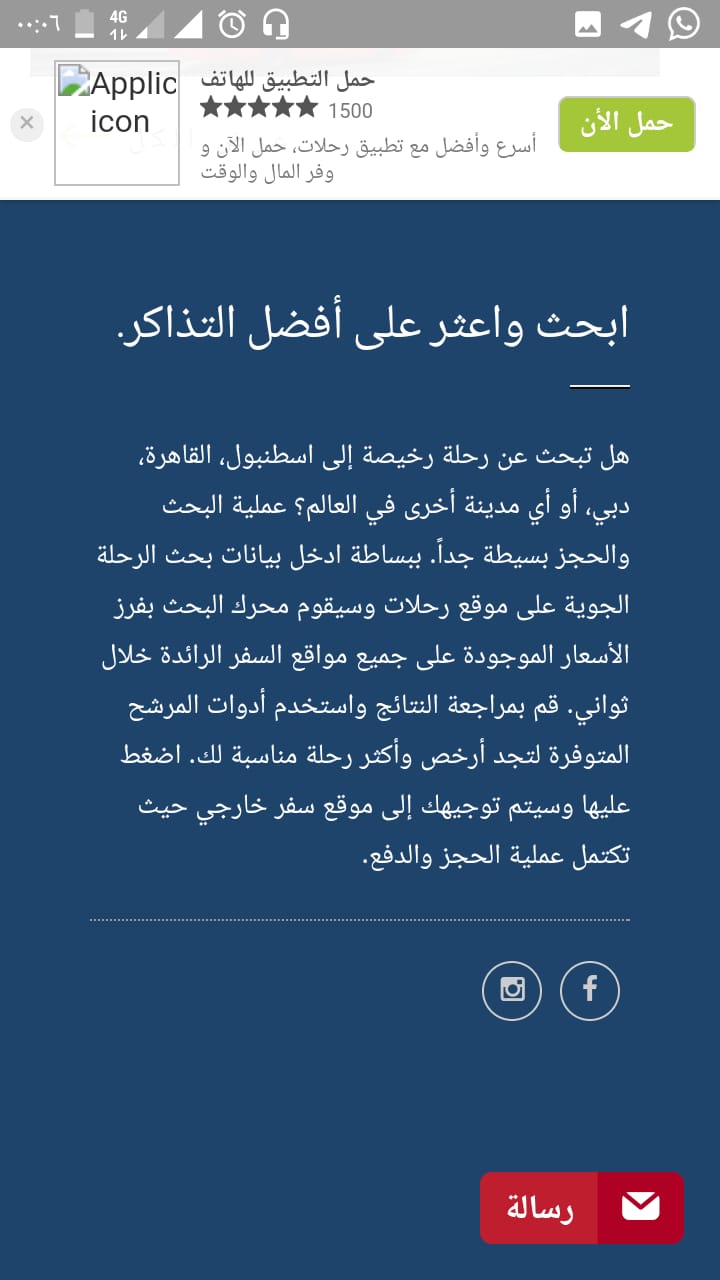 ٠٠:٠٦
4G
Applic
icon
حمل التطبيق للهاتف
1500
أسرع وأفضل مع تطبيق رحلات، حمل الآن و
وفر المال والوقت
حمل الأن
ابحث واعثر على أفضل التذاكر.
هل تبحث عن رحلة رخيصة إلى اسطنبول، القاهرة،
دبي، أو أي مدينة أخرى في العالم؟ عملية البحث
والحجز بسيطة جداً. ببساطة ادخل بيانات بحث الرحلة
الجوية على موقع رحلات وسيقوم محرك البحث بفرز
الأسعار الموجودة على جميع مواقع السفر الرائدة خلال
ثواني. قم بمراجعة النتائج واستخدم أدوات المرشح
المتوفرة لتجد أرخص وأكثر رحلة مناسبة لك. اضغط
عليها وسيتم توجيهك إلى موقع سفر خارجي حيث
تكتمل عملية الحجز والدفع.
رسالة